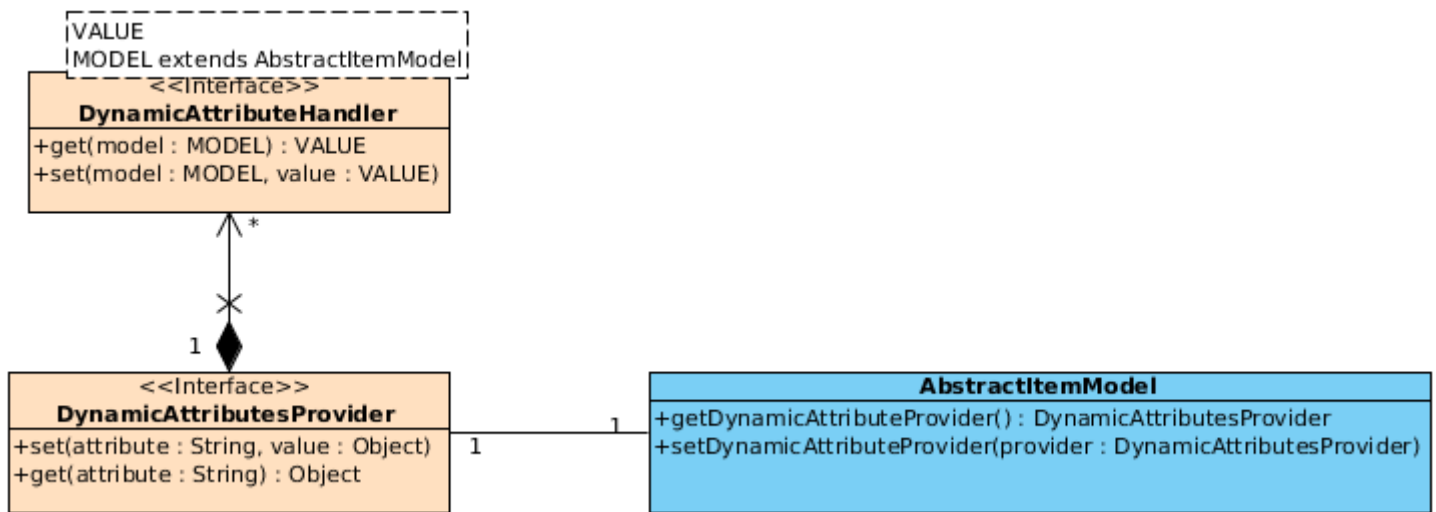 VALUE
MODEL extends AbstractItemModel
<<Interface>>
DynamicAttributeHandler
+get(model : MODEL) : VALUE
+set(model : MODEL, value : VALUE)
*
1
<<Interface>>
DynamicAttributesProvider
+set(attribute : String, value : Object)
+get(attribute : String) : Object
1
1
AbstractItemModel
+getDynamicAttributeProvider() : DynamicAttributesProvider
+setDynamicAttributeProvider(provider : DynamicAttributesProvider)